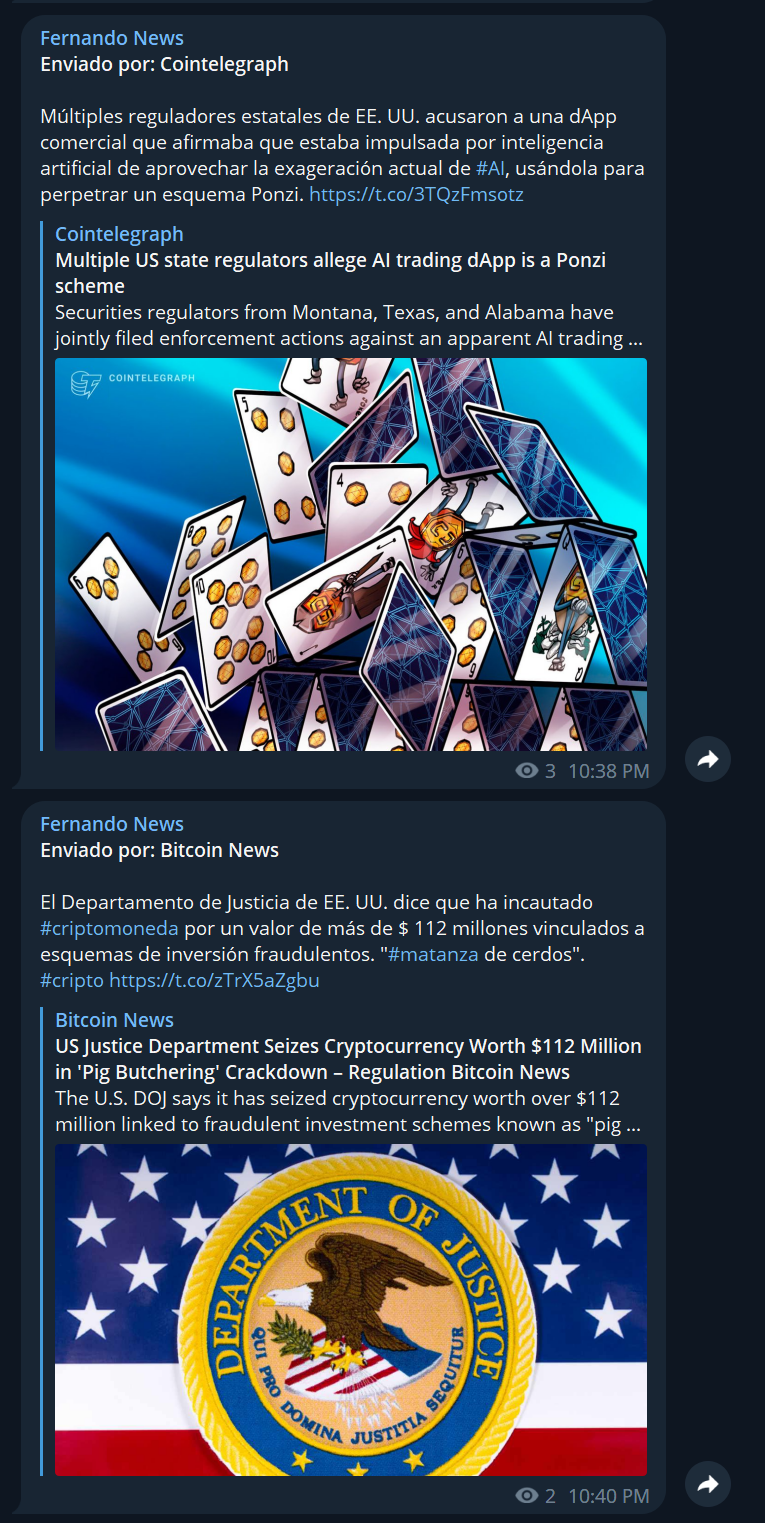 Fernando News
Enviado por: Cointelegraph
Múltiples reguladores estatales de EE. UU. acusaron a una dApp
comercial que afirmaba que estaba impulsada por inteligencia
artificial de aprovechar la exageración actual de #AI, usándola para
perpetrar un esquema Ponzi. https://t.co/3TQzFmsotz
Cointelegraph
Multiple US state regulators allege AI trading dApp is a Ponzi
scheme
Securities regulators from Montana, Texas, and Alabama have
jointly filed enforcement actions against an apparent AI trading ...
COINTELEGRAPH
5
4
8
6
10
6
10
Q
Q
3 10:38 PM
Fernando News
Enviado por: Bitcoin News
El Departamento de Justicia de EE. UU. dice que ha incautado
#criptomoneda por un valor de más de $ 112 millones vinculados a
esquemas de inversión fraudulentos. "#matanza de cerdos".
#cripto https://t.co/zTrX5aZgbu
Bitcoin News
US Justice Department Seizes Cryptocurrency Worth $112 Million
in 'Pig Butchering' Crackdown – Regulation Bitcoin News
The U.S. DOJ says it has seized cryptocurrency worth over $112
million linked to fraudulent investment schemes known as "pig ...
DEPARTMENT OF JUSTICE
QUI PRO DOMINA JUSTITIA SEQUITUR
2 10:40 PM